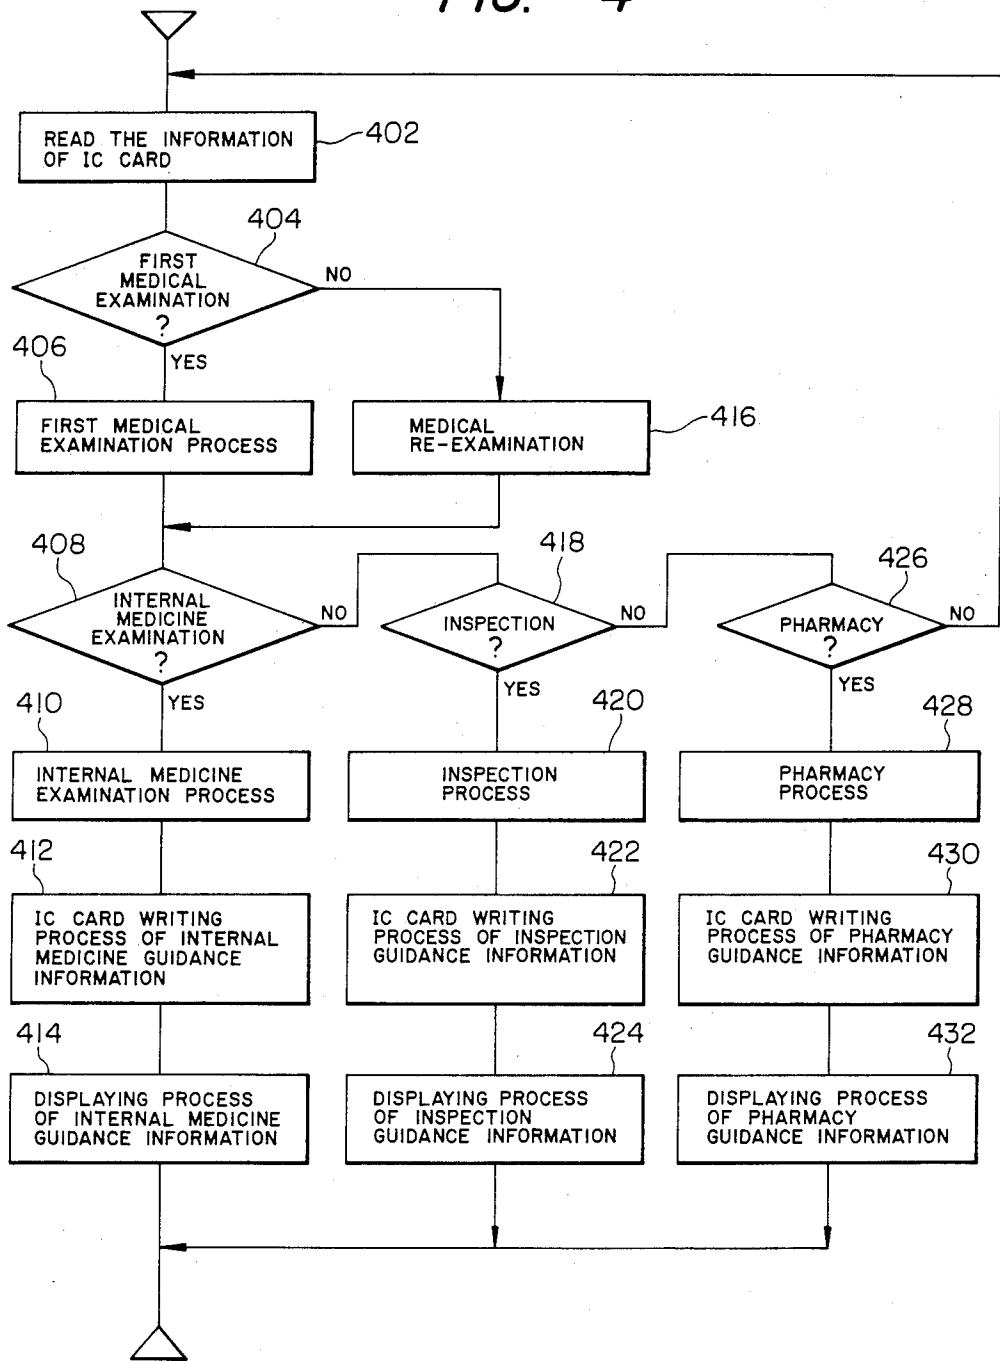 FIG. 4
READ THE INFORMATION
OF IC CARD
402
404
FIRST
MEDICAL
EXAMINATION
?
NO
YES
406
FIRST MEDICAL
EXAMINATION PROCESS
MEDICAL
RE-EXAMINATION
416
408
INTERNAL
MEDICINE
EXAMINATION
?
NO
YES
418
INSPECTION
?
NO
YES
426
PHARMACY
?
NO
YES
410
INTERNAL MEDICINE
EXAMINATION PROCESS
420
INSPECTION
PROCESS
428
PHARMACY
PROCESS
412
IC CARD WRITING
PROCESS OF INTERNAL
MEDICINE GUIDANCE
INFORMATION
422
IC CARD WRITING
PROCESS OF INSPECTION
GUIDANCE INFORMATION
430
IC CARD WRITING
PROCESS OF PHARMACY
GUIDANCE INFORMATION
414
DISPLAYING PROCESS
OF INTERNAL MEDICINE
GUIDANCE INFORMATION
424
DISPLAYING PROCESS
OF INSPECTION
GUIDANCE INFORMATION
432
DISPLAYING PROCESS
OF PHARMACY
GUIDANCE INFORMATION